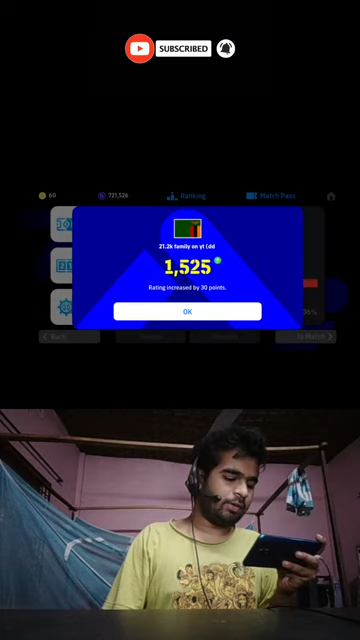 SUBSCRIBED
60
721,526
Ranking
Match Pass
21.2k family on yt (dd
1,525
Rating increased by 30 points.
OK
Back
To Match